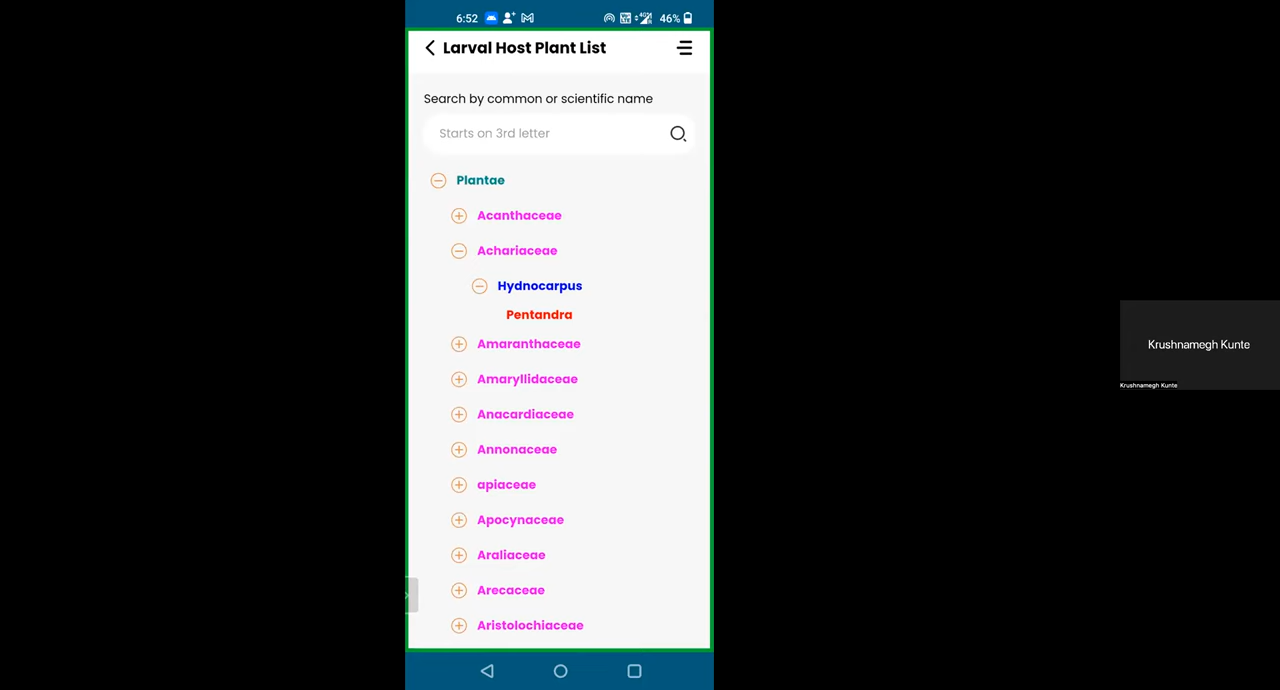 6:52 46%
Larval Host Plant List
Search by common or scientific name
Starts on 3rd letter
Plantae
Acanthaceae
Achariaceae
Hydnocarpus
Pentandra
Amaranthaceae
Amaryllidaceae
Anacardiaceae
Annonaceae
apiaceae
Apocynaceae
Araliaceae
Arecaceae
Aristolochiaceae
Krushnamegh Kunte
Krushnamegh Kunte